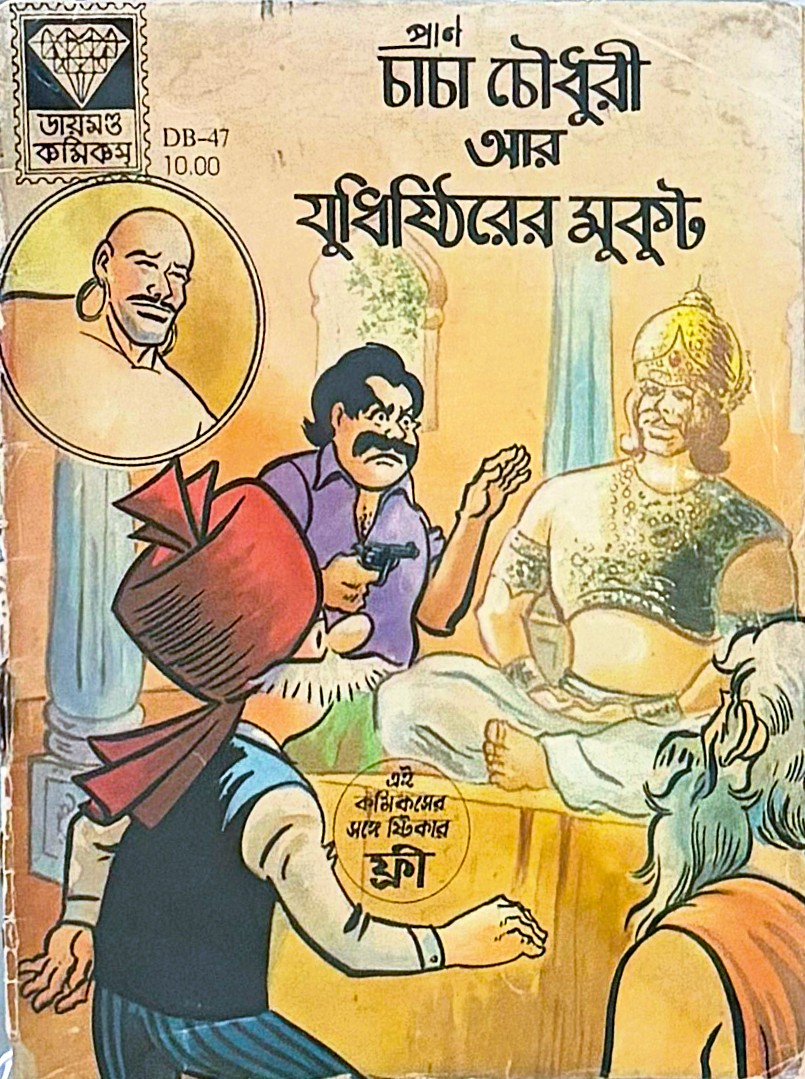 প্রাণ
চাচা চৌধুরী
আর
যুধিষ্ঠিরের মুকুট
ডায়মণ্ড
কমিকস্
DB-47
10.00
এই
কমিকসের
সঙ্গে ষ্টিকার
ফ্রী